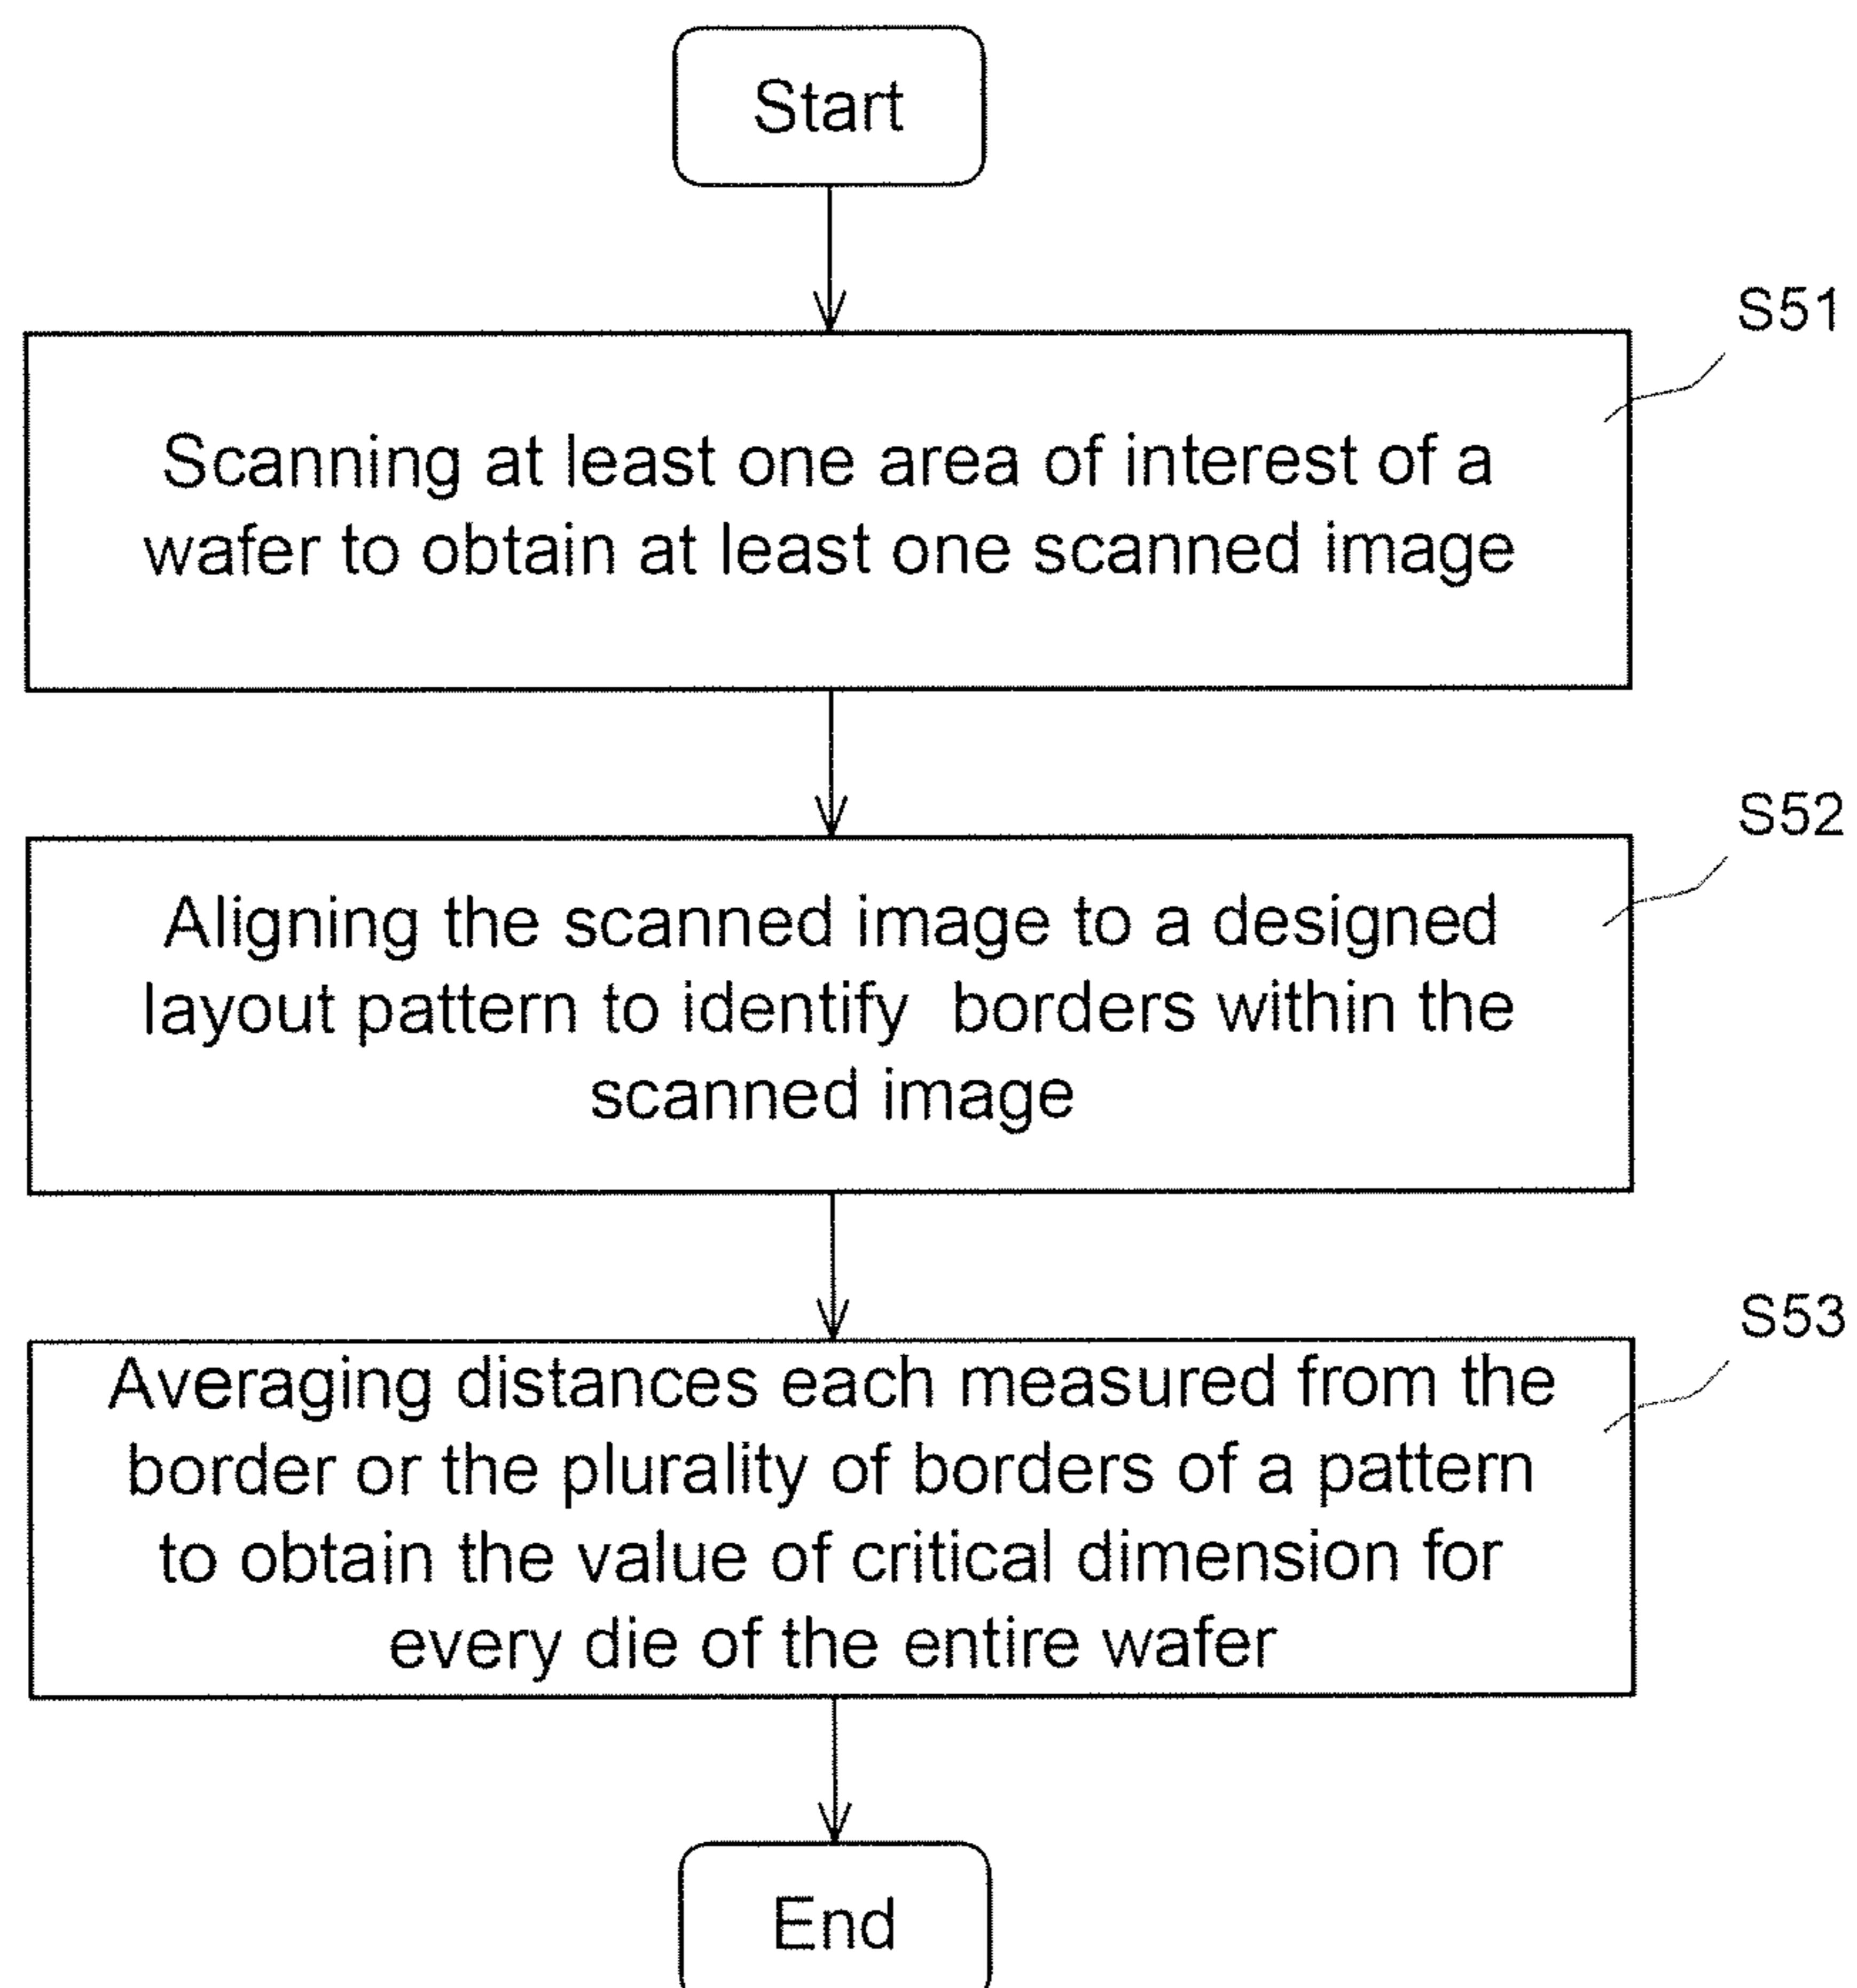 Start
S51
Scanning at least one area of interest of a
wafer to obtain at least one scanned image
S52
Aligning the scanned image to a designed
layout pattern to identify  borders within the
scanned image
S53
Averaging distances each measured from the
border or the plurality of borders of a pattern
to obtain the value of critical dimension for
every die of the entire wafer
End